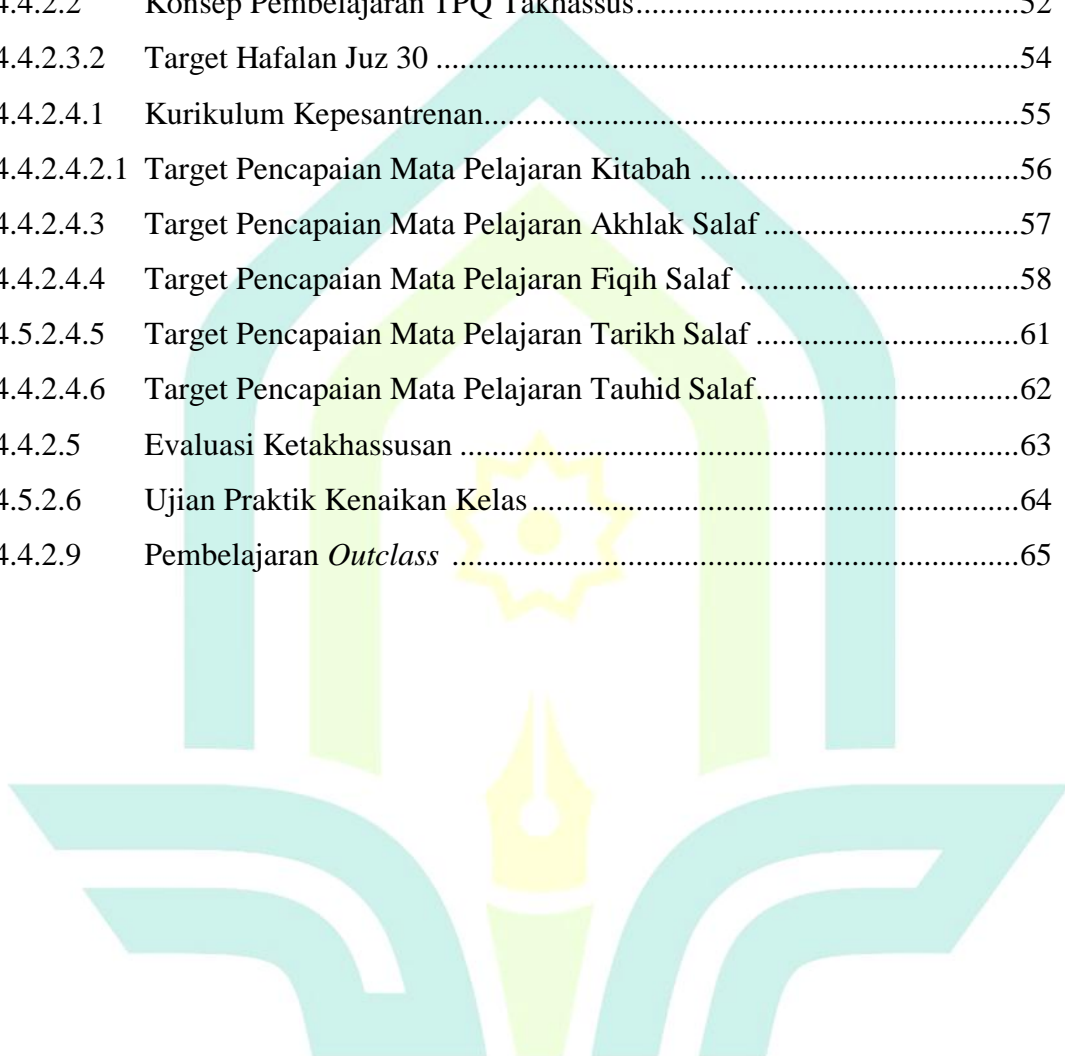 4.4.2.2 Konsep Pembelajaran TPQ Takhassus....................................................52
4.4.2.3.2 Target Hafalan Juz 30 ................................................................................54
4.4.2.4.1 Kurikulum Kepesantrenan.........................................................................55
4.4.2.4.2.1 Target Pencapaian Mata Pelajaran Kitabah ............................................56
4.4.2.4.3 Target Pencapaian Mata Pelajaran Akhlak Salaf ...................................57
4.4.2.4.4 Target Pencapaian Mata Pelajaran Fiqih Salaf ......................................58
4.5.2.4.5 Target Pencapaian Mata Pelajaran Tarikh Salaf ....................................61
4.4.2.4.6 Target Pencapaian Mata Pelajaran Tauhid Salaf....................................62
4.4.2.5 Evaluasi Ketakhassusan ............................................................................63
4.5.2.6 Ujian Praktik Kenaikan Kelas ..................................................................64
4.4.2.9 Pembelajaran Outclass .............................................................................65